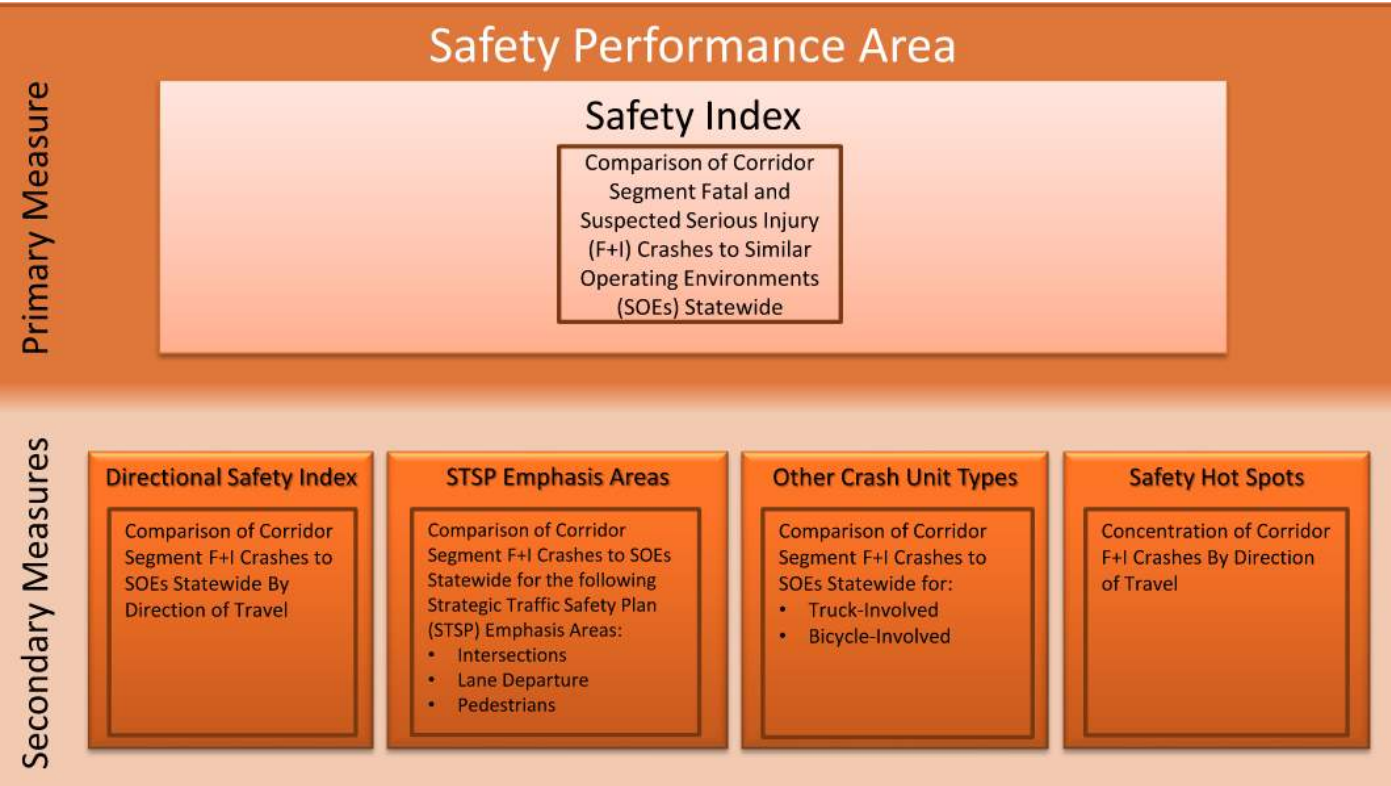 Safety Performance Area
Primary Measure
Safety Index
Comparison of Corridor
Segment Fatal and
Suspected Serious Injury
(F+I) Crashes to Similar
Operating Environments
(SOEs) Statewide
Secondary Measures
Directional Safety Index
Comparison of Corridor
Segment F+I Crashes to
SOEs Statewide By
Direction of Travel
STSP Emphasis Areas
Comparison of Corridor
Segment F+I Crashes to SOEs
Statewide for the following
Strategic Traffic Safety Plan
(STSP) Emphasis Areas:
• Intersections
• Lane Departure
• Pedestrians
Other Crash Unit Types
Comparison of Corridor
Segment F+I Crashes to
SOEs Statewide for:
• Truck-Involved
• Bicycle-Involved
Safety Hot Spots
Concentration of Corridor
F+I Crashes By Direction
of Travel